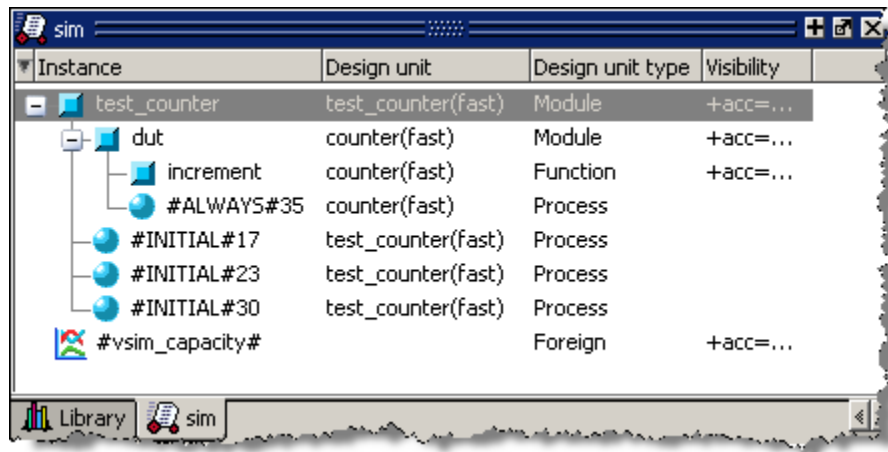 sim
Instance Design unit Design unit type Visibility
test_counter test_counter(fast) Module +acc=...
dut counter(fast) Module +acc=...
increment counter(fast) Function +acc=...
#ALWAYS#35 counter(fast) Process
#INITIAL#17 test_counter(fast) Process
#INITIAL#23 test_counter(fast) Process
#INITIAL#30 test_counter(fast) Process
#vsim_capacity# Foreign +acc=...
Library sim